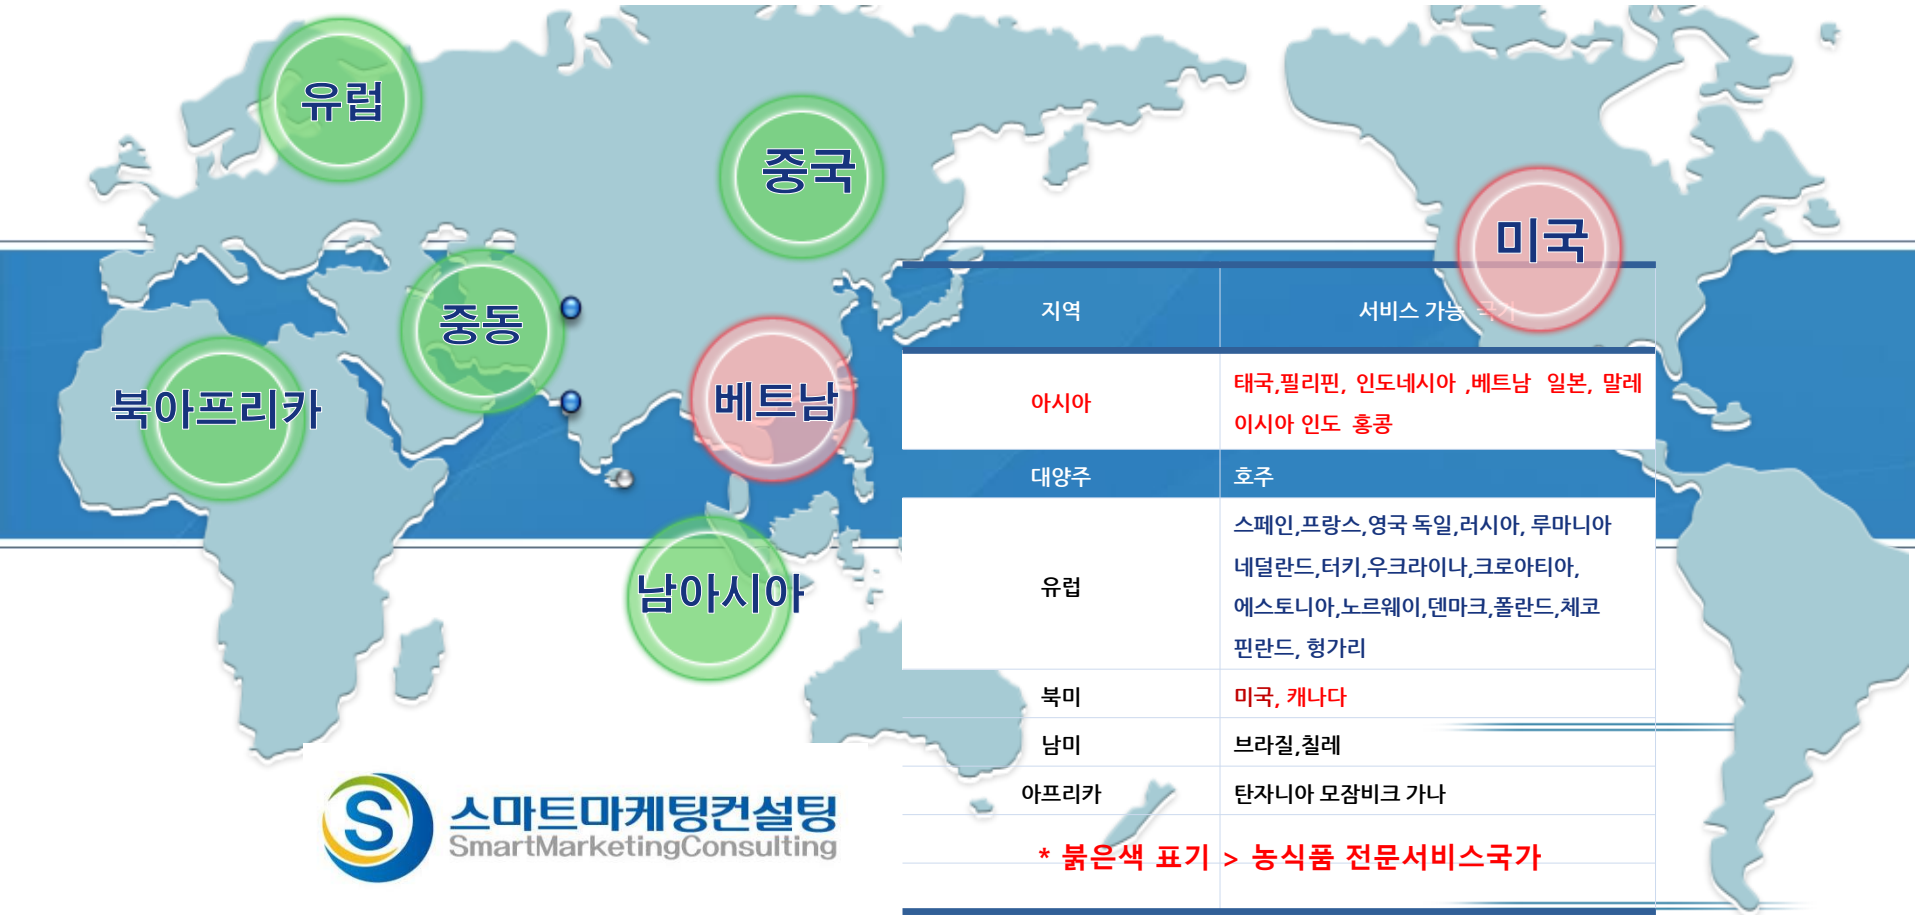 유럽
중국
미국
중동
북아프리카
베트남
남아시아
지역 서비스 가능 국가
아시아 태국,필리핀, 인도네시아 ,베트남 일본, 말레
이시아 인도 홍콩
대양주 호주
유럽 스페인,프랑스,영국 독일,러시아, 루마니아
네덜란드,터키,우크라이나,크로아티아,
에스토니아,노르웨이,덴마크,폴란드,체코
핀란드, 헝가리
북미 미국, 캐나다
남미 브라질,칠레
아프리카 탄자니아 모잠비크 가나
* 붉은색 표기 > 농식품 전문서비스국가
S
스마트마케팅컨설팅
SmartMarketingConsulting